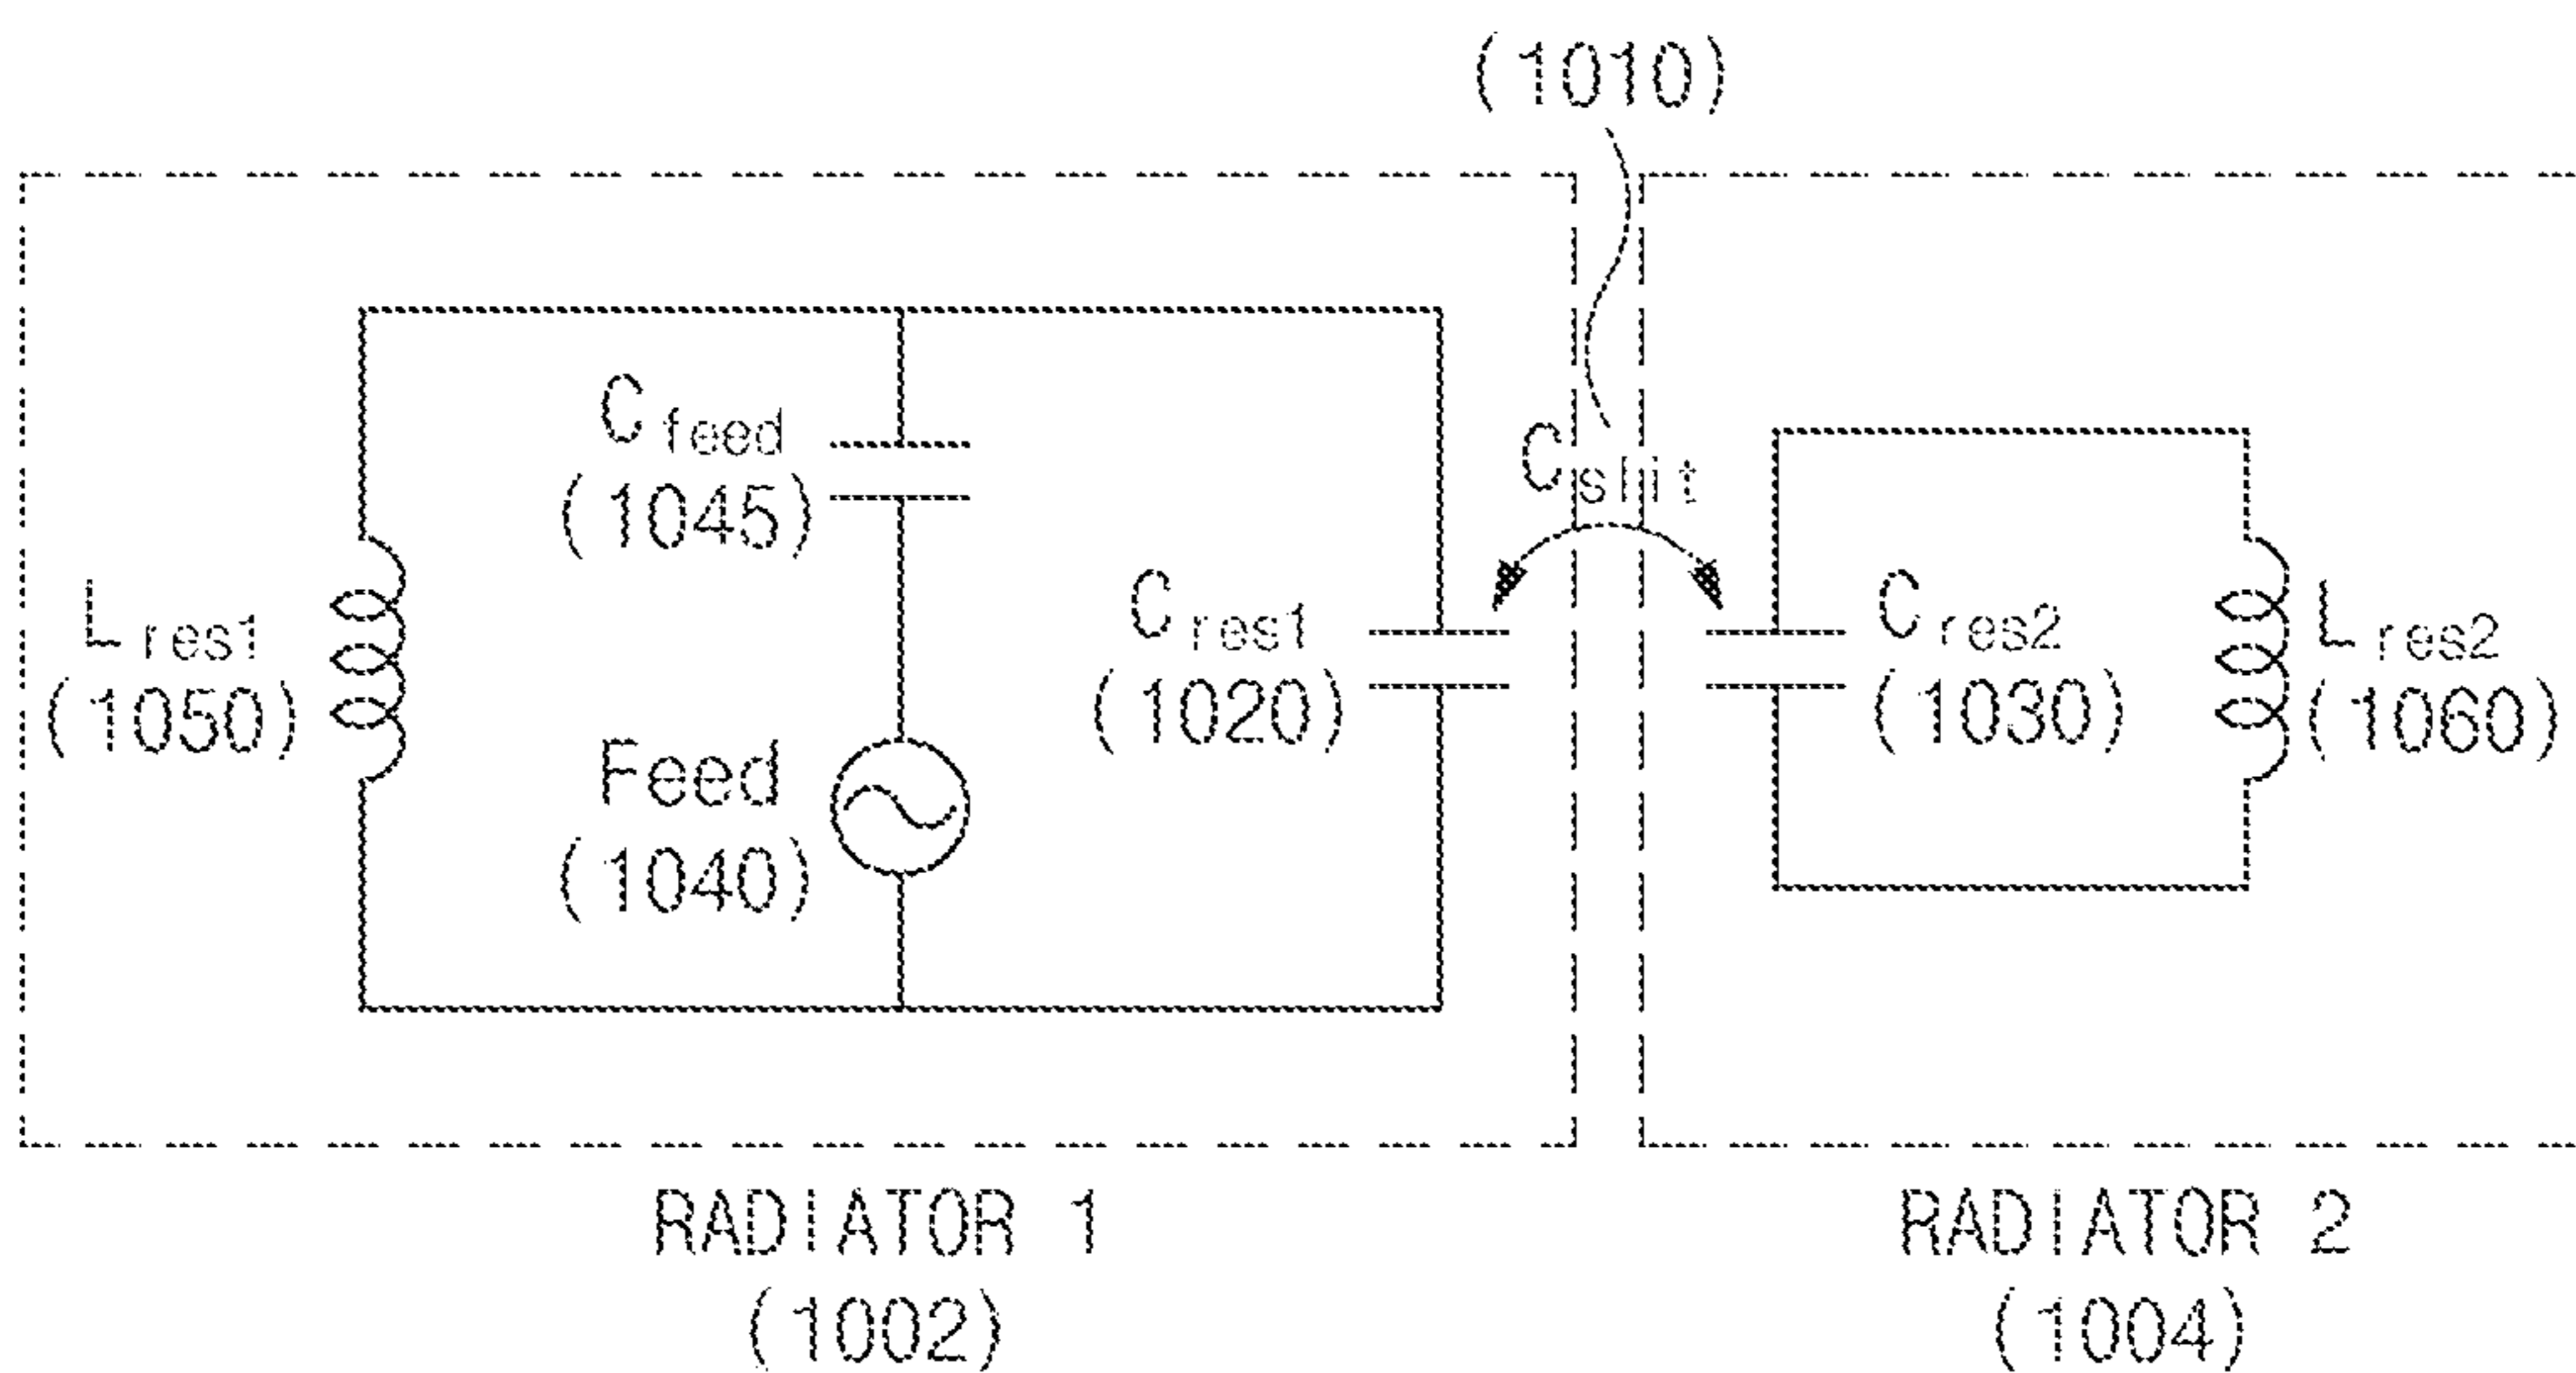 (1010)
C feed
(1045)
C slit
L res1
(1050)
C res1
(1020)
C res2
(1030)
L res2
(1060)
Feed
(1040)
RADIATOR 1
(1002)
RADIATOR 2
(1004)